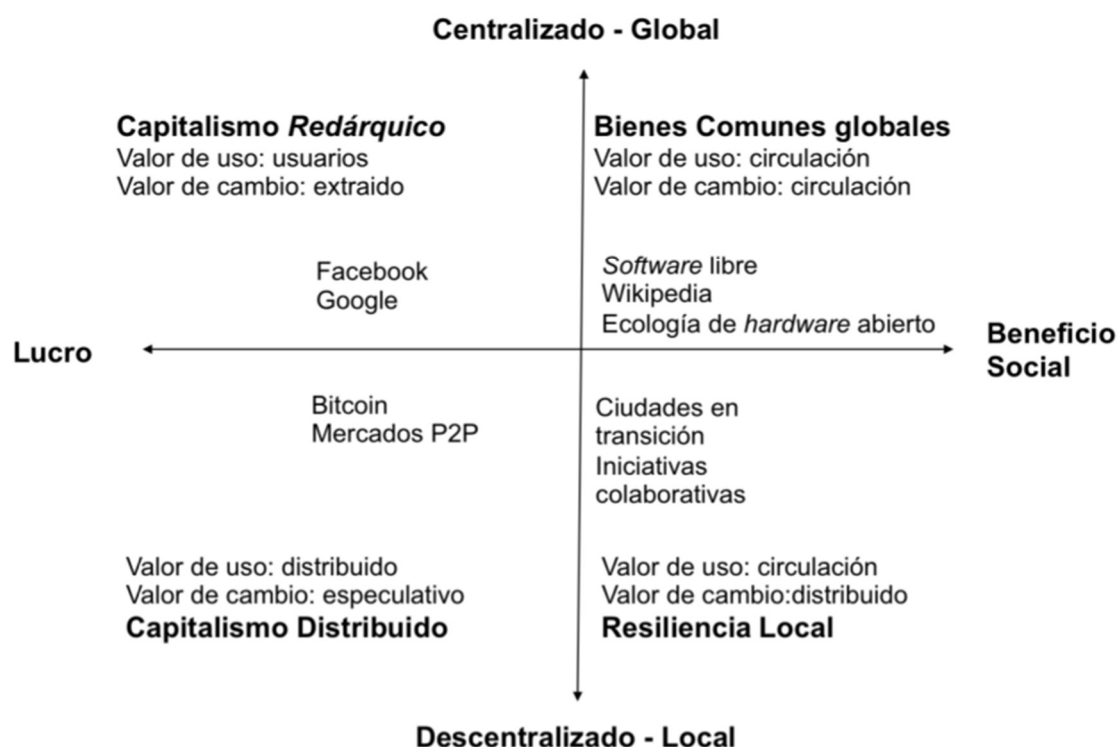 Centralizado - Global
Capitalismo Redárquico
Valor de uso: usuarios
Valor de cambio: extraido
Bienes Comunes globales
Valor de uso: circulación
Valor de cambio: circulación
Facebook
Google
Software libre
Wikipedia
Ecología de hardware abierto
Lucro
Beneficio
Social
Bitcoin
Mercados P2P
Ciudades en
transición
Iniciativas
colaborativas
Valor de uso: distribuido
Valor de cambio: especulativo
Capitalismo Distribuido
Valor de uso: circulación
Valor de cambio:distribuido
Resiliencia Local
Descentralizado - Local